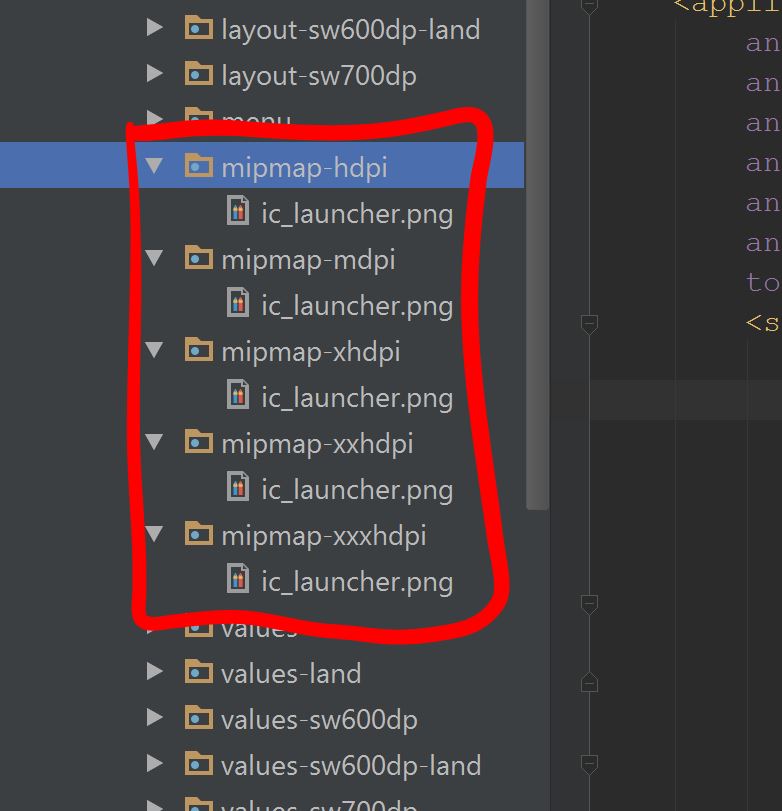 <appli
layout-sw600dp-land
an
layout-sw700dp
an
menu
an
mipmap-hdpi
an
ic_launcher.png
an
mipmap-mdpi
an
to
ic_launcher.png
<s
mipmap-xhdpi
ic_launcher.png
mipmap-xxhdpi
ic_launcher.png
mipmap-xxxhdpi
ic_launcher.png
values
values-land
values-sw600dp
values-sw600dp-land
values-sw700dp